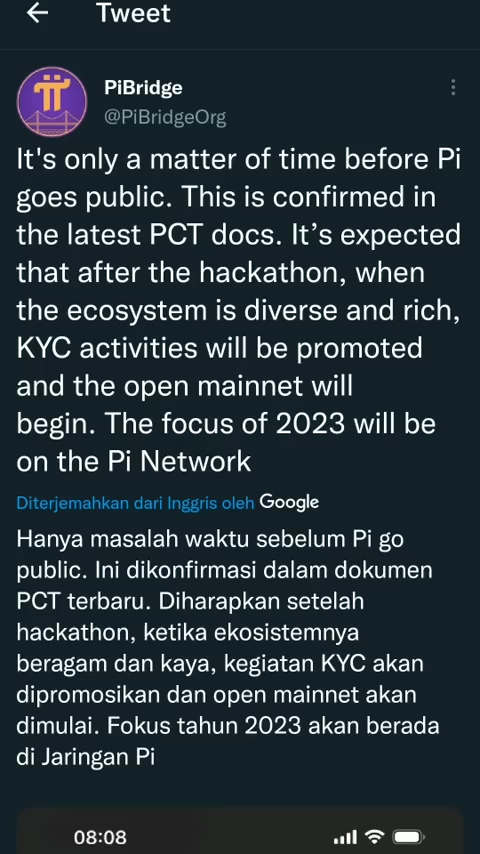 Tweet
PiBridge
@PiBridgeOrg
It's only a matter of time before Pi
goes public. This is confirmed in
the latest PCT docs. It’s expected
that after the hackathon, when
the ecosystem is diverse and rich,
KYC activities will be promoted
and the open mainnet will
begin. The focus of 2023 will be
on the Pi Network
Diterjemahkan dari Inggris oleh Google
Hanya masalah waktu sebelum Pi go
public. Ini dikonfirmasi dalam dokumen
PCT terbaru. Diharapkan setelah
hackathon, ketika ekosistemnya
beragam dan kaya, kegiatan KYC akan
dipromosikan dan open mainnet akan
dimulai. Fokus tahun 2023 akan berada
di Jaringan Pi
08:08